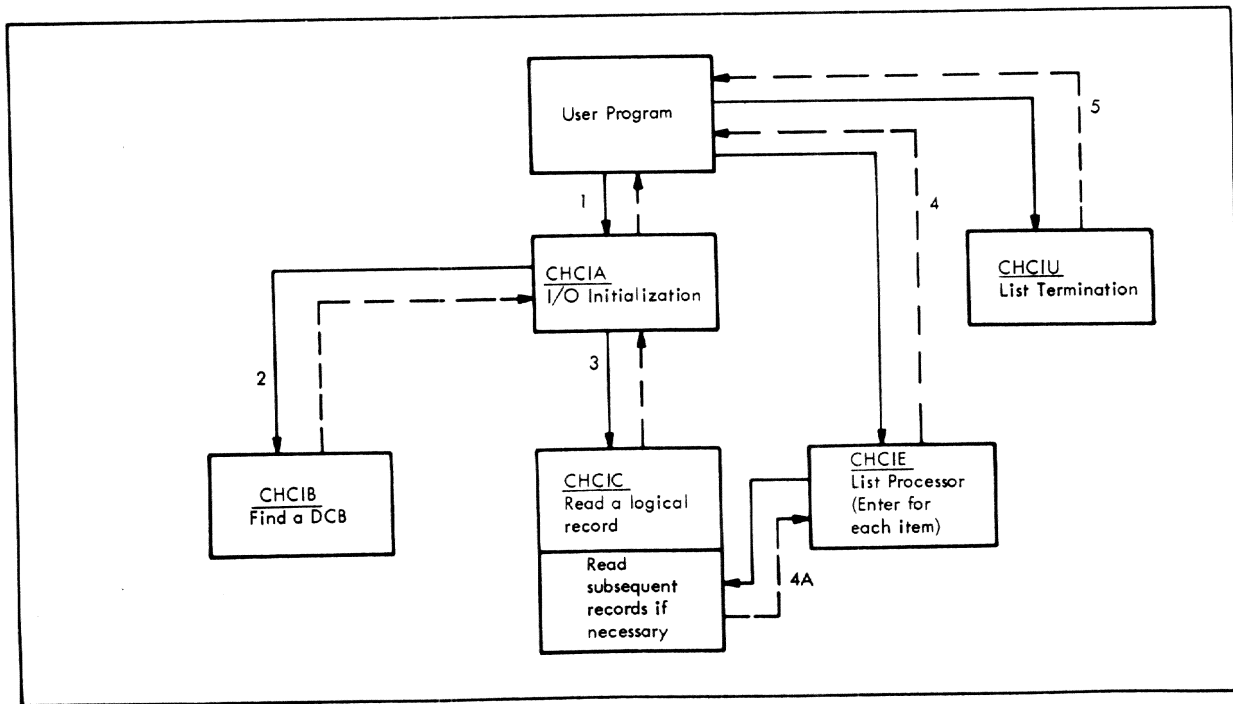 User Program
5
1
4
CHCIA
I/O Initialization
CHCIU
List Termination
3
2
CHCIB
Find a DCB
CHCIC
Read a logical
record
CHCIE
List Processor
(Enter for
each item)
Read
subsequent
records if
necessary
4A